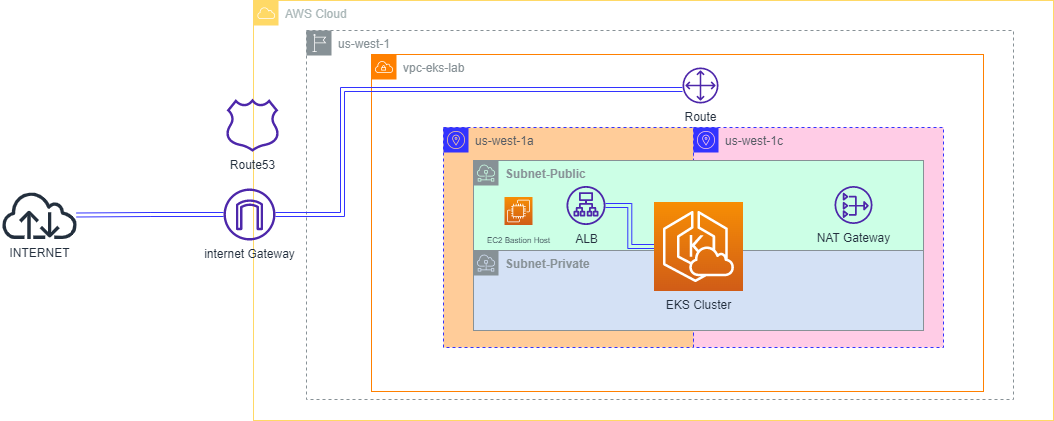 AWS Cloud
us-west-1
vpc-eks-lab
Route
Route53
us-west-1a
us-west-1c
Subnet-Public
INTERNET
internet Gateway
EC2 Bastion Host
ALB
NAT Gateway
Subnet-Private
K
EKS Cluster